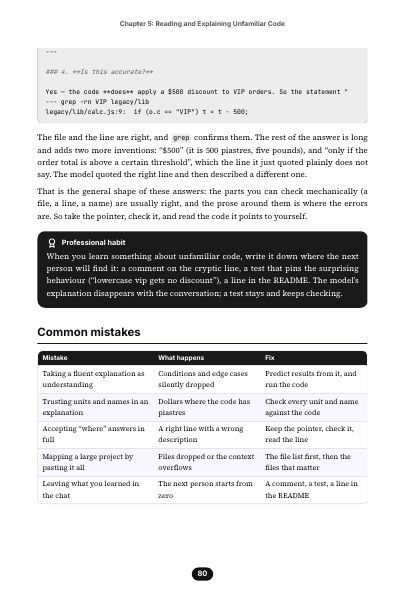 Chapter 5: Reading and Explaining Unfamiliar Code
---
### 4. **Is this accurate?**
Yes — the code **does** apply a $500 discount to VIP orders. So the statement "
--- grep -rn VIP legacy/lib
legacy/calc.js:9:  if (o.c == "VIP") t = t - 500;
The file and the line are right, and grep confirms them. The rest of the answer is long
and adds two more inventions: “$500” (it is 500 piastres, five pounds), and “only if the
order total is above a certain threshold”, which the line it just quoted plainly does not
say. The model quoted the right line and then described a different one.
That is the general shape of these answers: the parts you can check mechanically (a
file, a line, a name) are usually right, and the prose around them is where the errors
are. So take the pointer, check it, and read the code it points to yourself.
Professional habit
When you learn something about unfamiliar code, write it down where the next
person will find it: a comment on the cryptic line, a test that pins the surprising
behaviour (“lowercase vip gets no discount”), a line in the README. The model’s
explanation disappears with the conversation; a test stays and keeps checking.
Common mistakes
Mistake What happens Fix
Taking a fluent explanation as Conditions and edge cases Predict results from it, and
understanding silently dropped run the code
Trusting units and names in an Dollars where the code has Check every unit and name
explanation piastres against the code
Accepting “where” answers in A right line with a wrong Keep the pointer, check it,
full description read the line
Mapping a large project by Files dropped or the context The file list first, then the
pasting it all overflows files that matter
Leaving what you learned in The next person starts from A comment, a test, a line in
the chat zero the README
80